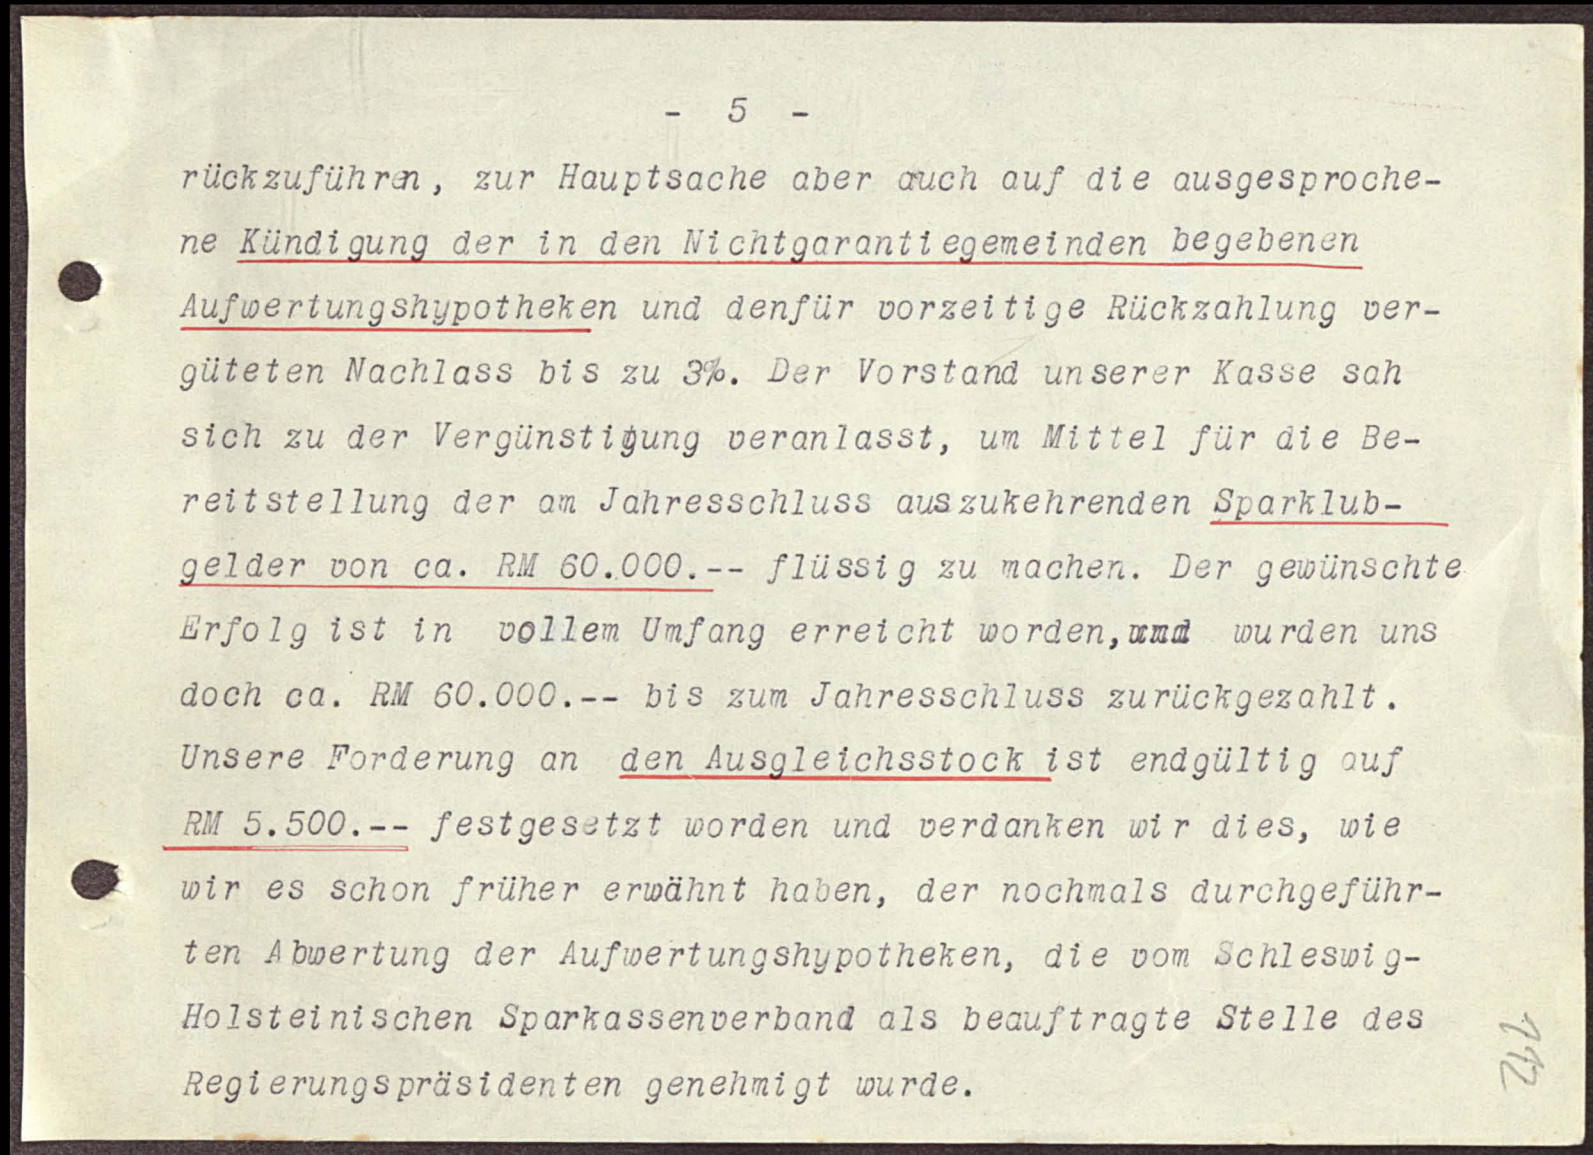 - 5 -
rückzuführen, zur Hauptsache aber auch auf die ausgesproche-
ne Kündigung der in den Nichtgarantiegemeinden begebenen
Aufwertungshypotheken und denfür vorzeitige Rückzahlung ver-
güteten Nachlass bis zu 3%. Der Vorstand unserer Kasse sah
sich zu der Vergünstigung veranlasst, um Mittel für die Be-
reitstellung der am Jahresschluss auszukehrenden Sparklub-
gelder von ca. RM 60.000.-- flüssig zu machen. Der gewünschte
Erfolg ist in vollem Umfang erreicht worden, wurden uns
doch ca. RM 60.000.-- bis zum Jahresschluss zurückgezahlt.
Unsere Forderung an den Ausgleichsstock ist endgültig auf
RM 5.500.-- festgesetzt worden und verdanken wir dies, wie
wir es schon früher erwähnt haben, der nochmals durchgeführ-
ten Abwertung der Aufwertungshypotheken, die vom Schleswig-
Holsteinischen Sparkassenverband als beauftragte Stelle des
Regierungspräsidenten genehmigt wurde.
112